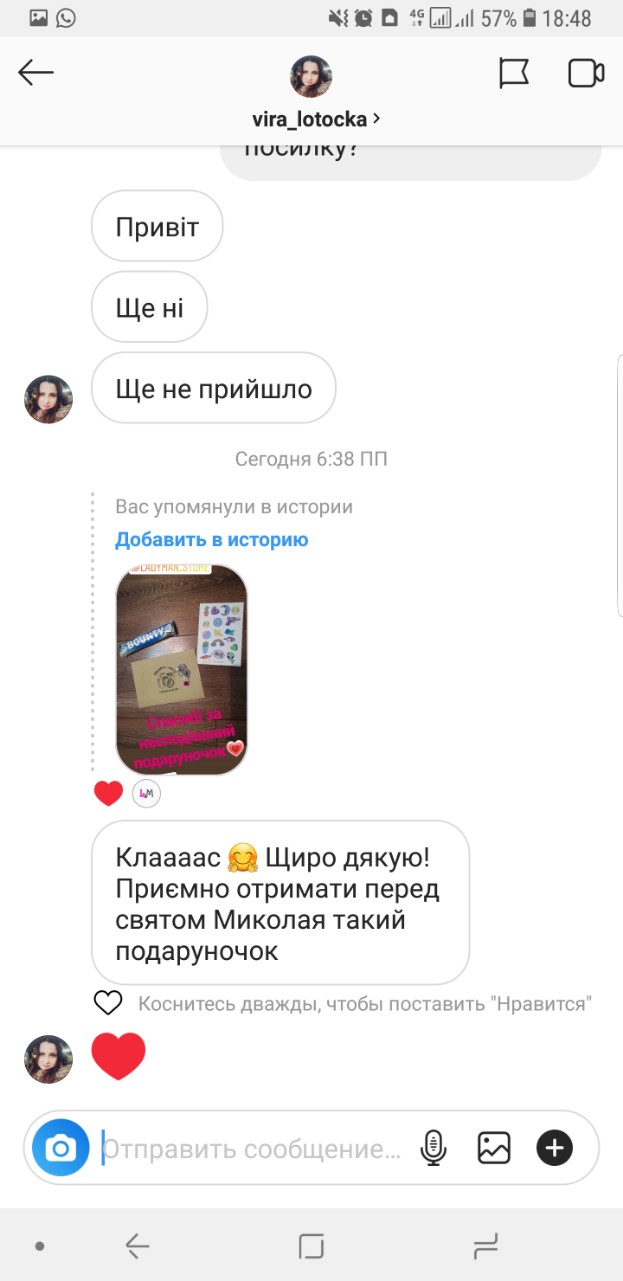 4G 57% 18:48
vira_lotocka
посилку?
Привіт
Ще ні
Ще не прийшло
Сегодня 6:38 ПП
Вас упомянули в истории
Добавить в историю
@LADYMAN.STORE
BOUNTY
Спасибі за
несподіваний
подаруночок
LM
Клаааас 🤗 Щиро дякую!
Приємно отримати перед
святом Миколая такий
подаруночок
Коснитесь дважды, чтобы поставить "Нравится"
Отправить сообщение...